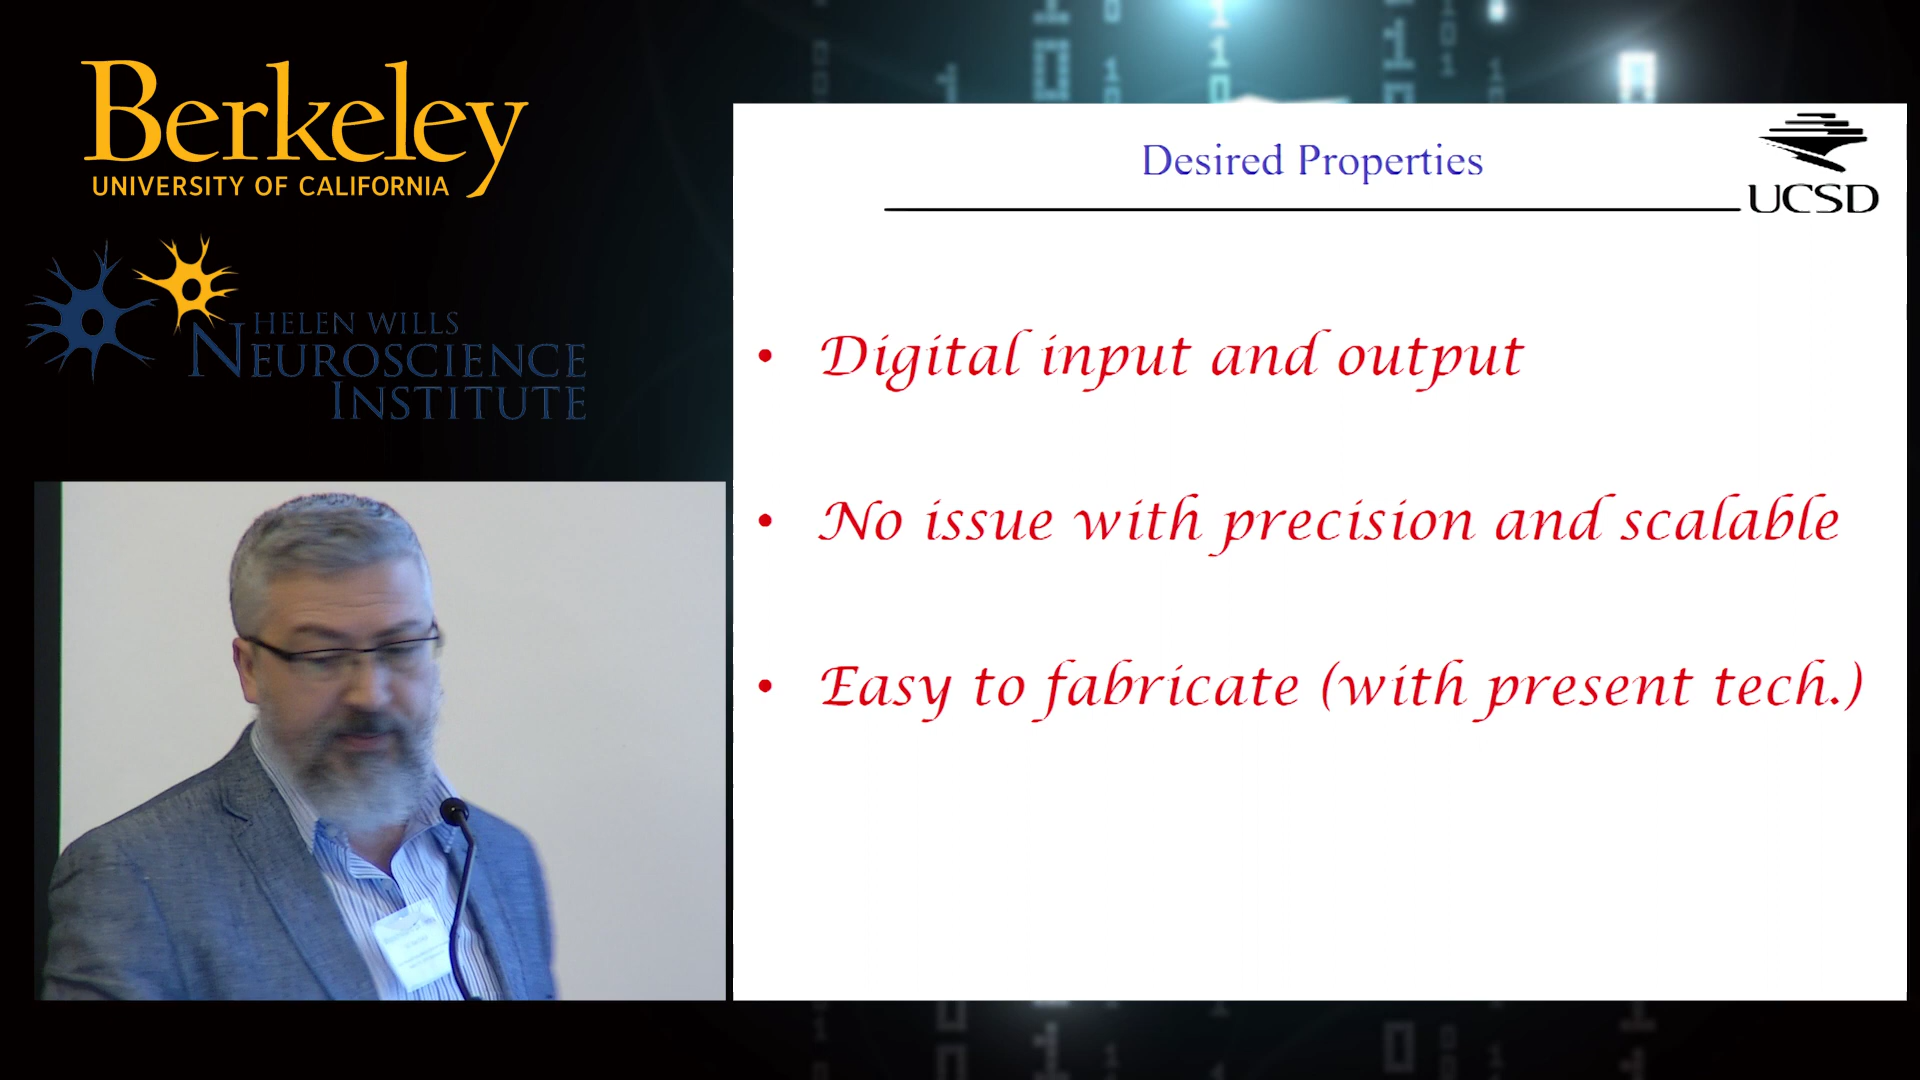 Berkeley
UNIVERSITY OF CALIFORNIA
HELEN WILLS
NEUROSCIENCE
INSTITUTE
Desired Properties
UCSD
• Digital input and output
• No issue with precision and scalable
• Easy to fabricate (with present tech.)